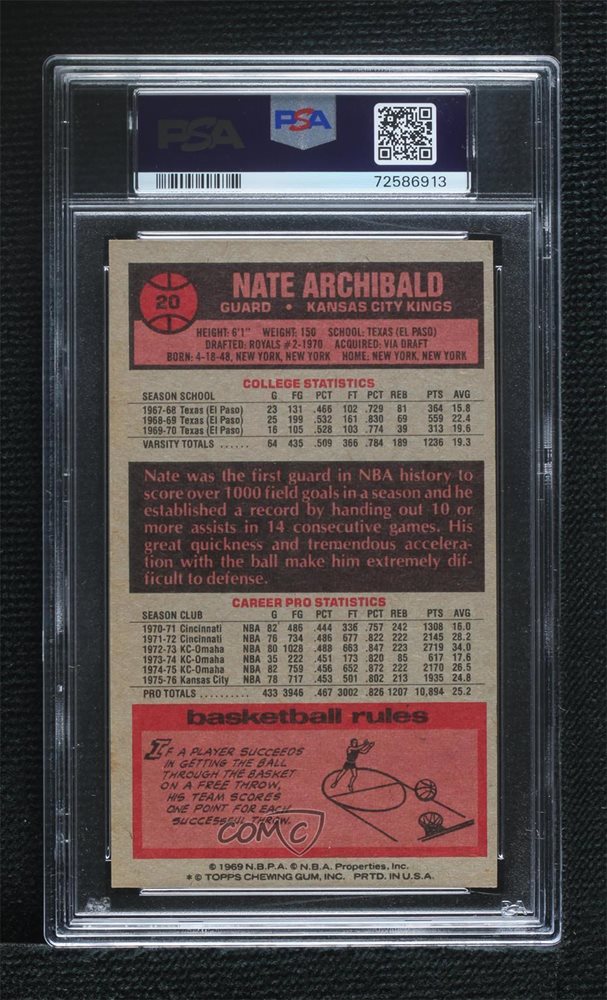 PSA PSA
72586913
20
NATE ARCHIBALD
GUARD • KANSAS CITY KINGS
HEIGHT: 6'1" WEIGHT: 150 SCHOOL: TEXAS (EL PASO)
DRAFTED: ROYALS #2-1970 ACQUIRED: VIA DRAFT
BORN: 4-18-48, NEW YORK, NEW YORK HOME: NEW YORK, NEW YORK
COLLEGE STATISTICS
SEASON SCHOOL G FG PCT FT PCT REB PTS AVG
1967-68 Texas (El Paso) 23 131 .466 102 .729 81 364 15.8
1968-69 Texas (El Paso) 25 199 .532 161 .830 69 559 22.4
1969-70 Texas (El Paso) 16 105 .528 103 .774 39 313 19.6
VARSITY TOTALS ...... 64 435 .509 366 .784 189 1236 19.3
Nate was the first guard in NBA history to
score over 1000 field goals in a season and he
established a record by handing out 10 or
more assists in 14 consecutive games. His
great quickness and tremendous accelera-
tion with the ball make him extremely dif-
ficult to defense.
CAREER PRO STATISTICS
SEASON CLUB G FG PCT FT PCT REB PTS AVG
1970-71 Cincinnati NBA 82 486 .444 336 .757 242 1308 16.0
1971-72 Cincinnati NBA 76 734 .486 677 .822 222 2145 28.2
1972-73 KC-Omaha NBA 80 1028 .488 663 .847 223 2719 34.0
1973-74 KC-Omaha NBA 35 222 .451 173 .820 85 617 17.6
1974-75 KC-Omaha NBA 82 759 .456 652 .872 222 2170 26.5
1975-76 Kansas City NBA 78 717 .453 501 .802 213 1935 24.8
PRO TOTALS .......... 433 3946 .467 3002 .826 1207 10,894 25.2
basketball rules
IF A PLAYER SUCCEEDS
IN GETTING THE BALL
THROUGH THE BASKET
ON A FREE THROW,
HIS TEAM SCORES
ONE POINT FOR EACH
SUCCESSFUL THROW.
COMC
© 1969 N.B.P.A. © N.B.A. Properties, Inc.
* © TOPPS CHEWING GUM, INC. PRTD. IN U.S.A.